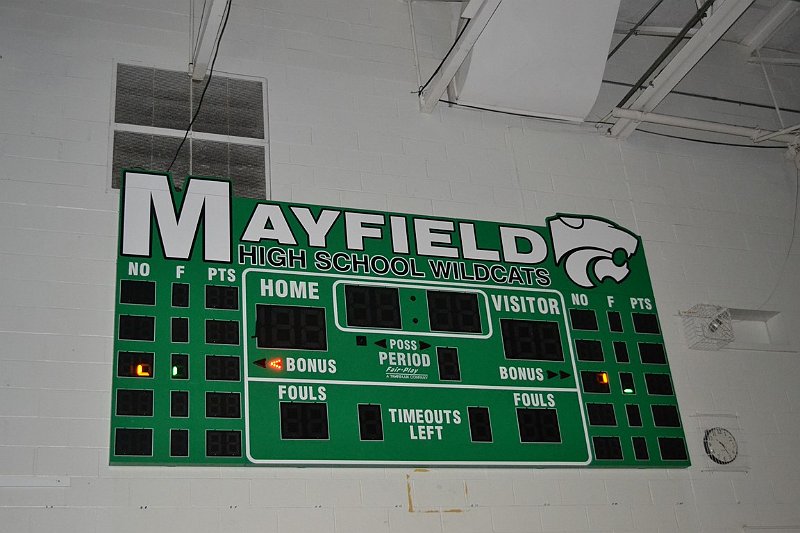 M MAYFIELD
HIGH SCHOOL WILDCATS
NO F PTS
HOME
VISITOR
NO F PTS
POSS
PERIOD
Fair-Play
BONUS
BONUS
FOULS
TIMEOUTS
LEFT
FOULS